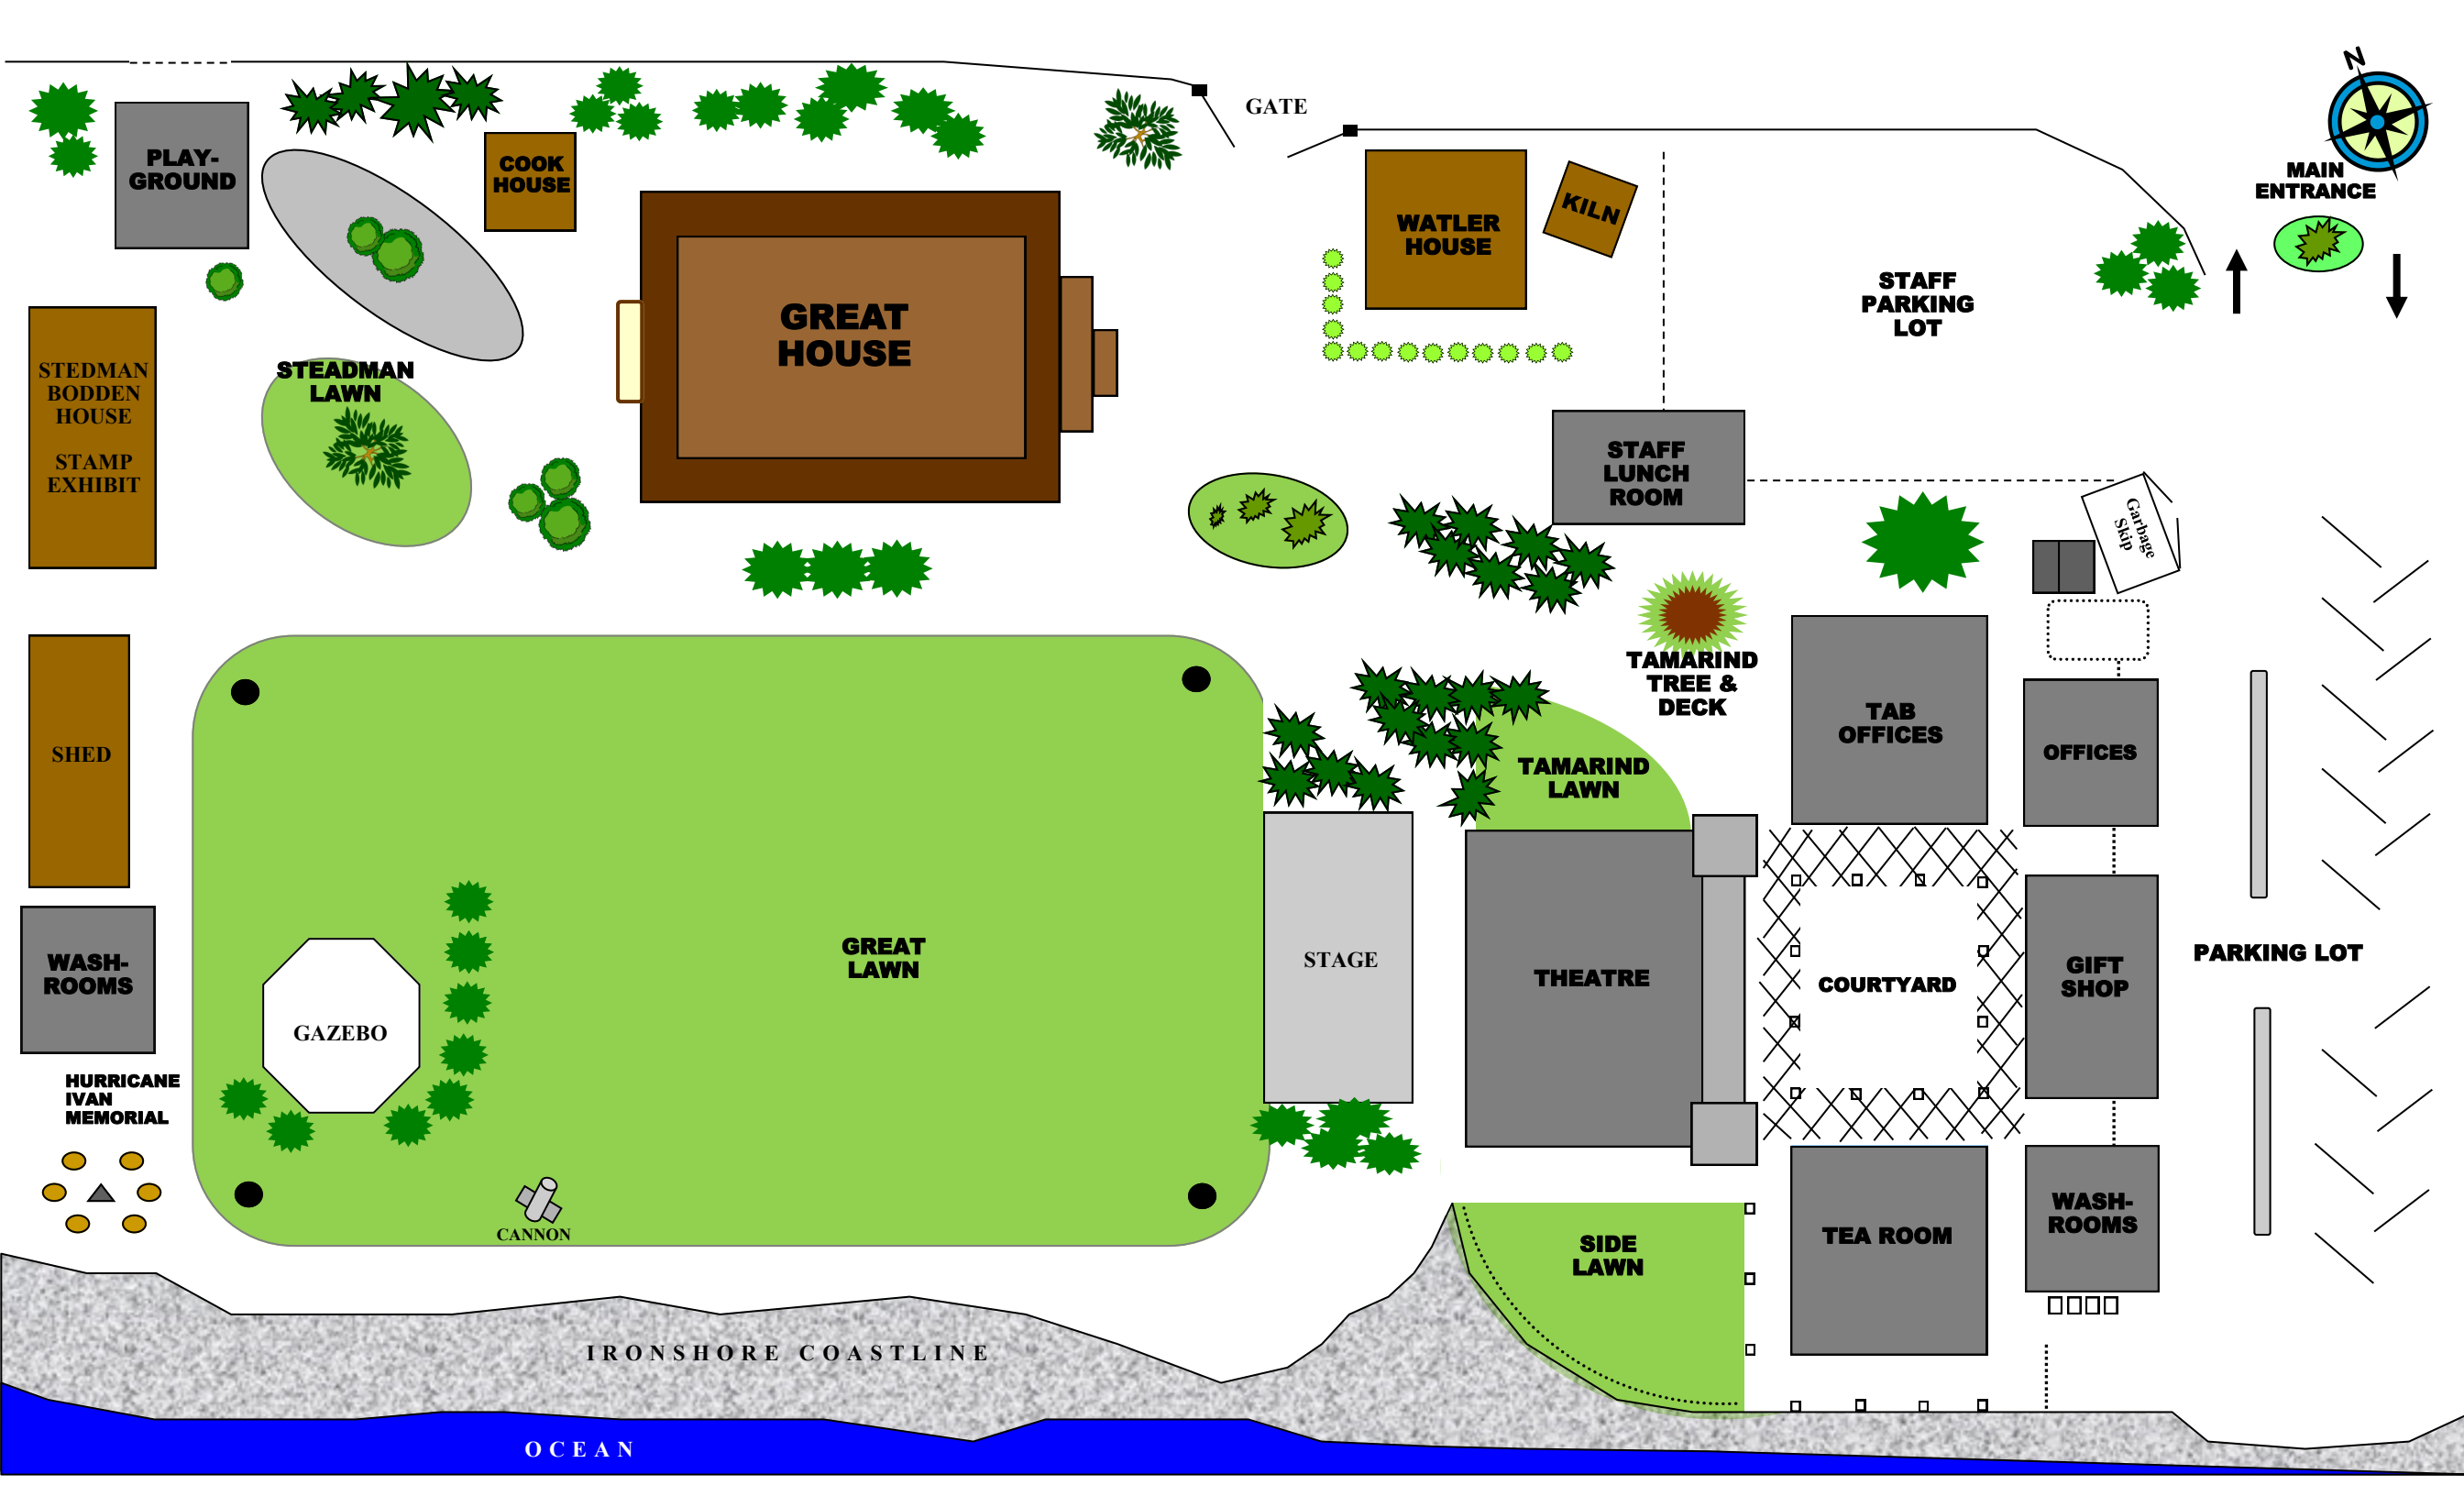 N
GATE
MAIN
ENTRANCE
PLAY-
GROUND
COOK
HOUSE
WATLER
HOUSE
KILN
STAFF
PARKING
LOT
GREAT
HOUSE
STEDMAN
BODDEN
HOUSE
STAMP
EXHIBIT
STEADMAN
LAWN
STAFF
LUNCH
ROOM
Garbage
Skip
TAMARIND
TREE &
DECK
TAB
OFFICES
OFFICES
SHED
TAMARIND
LAWN
GREAT
LAWN
STAGE
THEATRE
COURTYARD
GIFT
SHOP
PARKING LOT
WASH-
ROOMS
GAZEBO
HURRICANE
IVAN
MEMORIAL
CANNON
SIDE
LAWN
TEA ROOM
WASH-
ROOMS
IRONSHORE COASTLINE
OCEAN